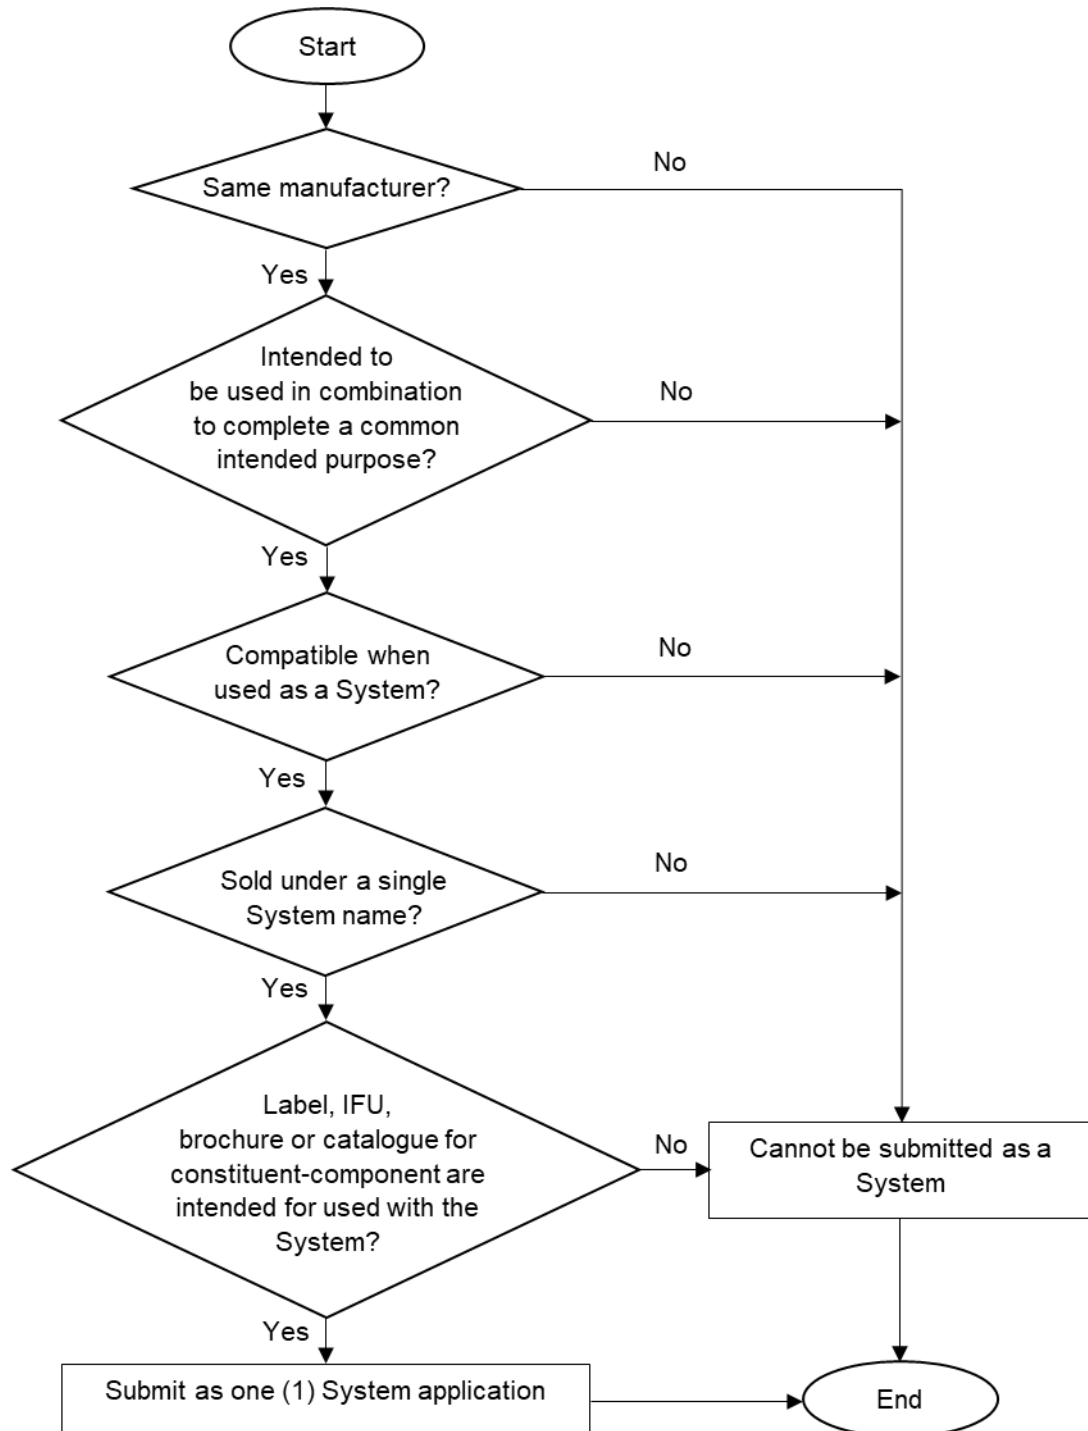 Start
Same manufacturer?
No
Yes
Intended to
be used in combination
to complete a common
intended purpose?
No
Yes
Compatible when
used as a System?
No
Yes
Sold under a single
System name?
No
Yes
Label, IFU,
brochure or catalogue for
constituent-component are
intended for used with the
System?
No
Cannot be submitted as a
System
Yes
Submit as one (1) System application
End